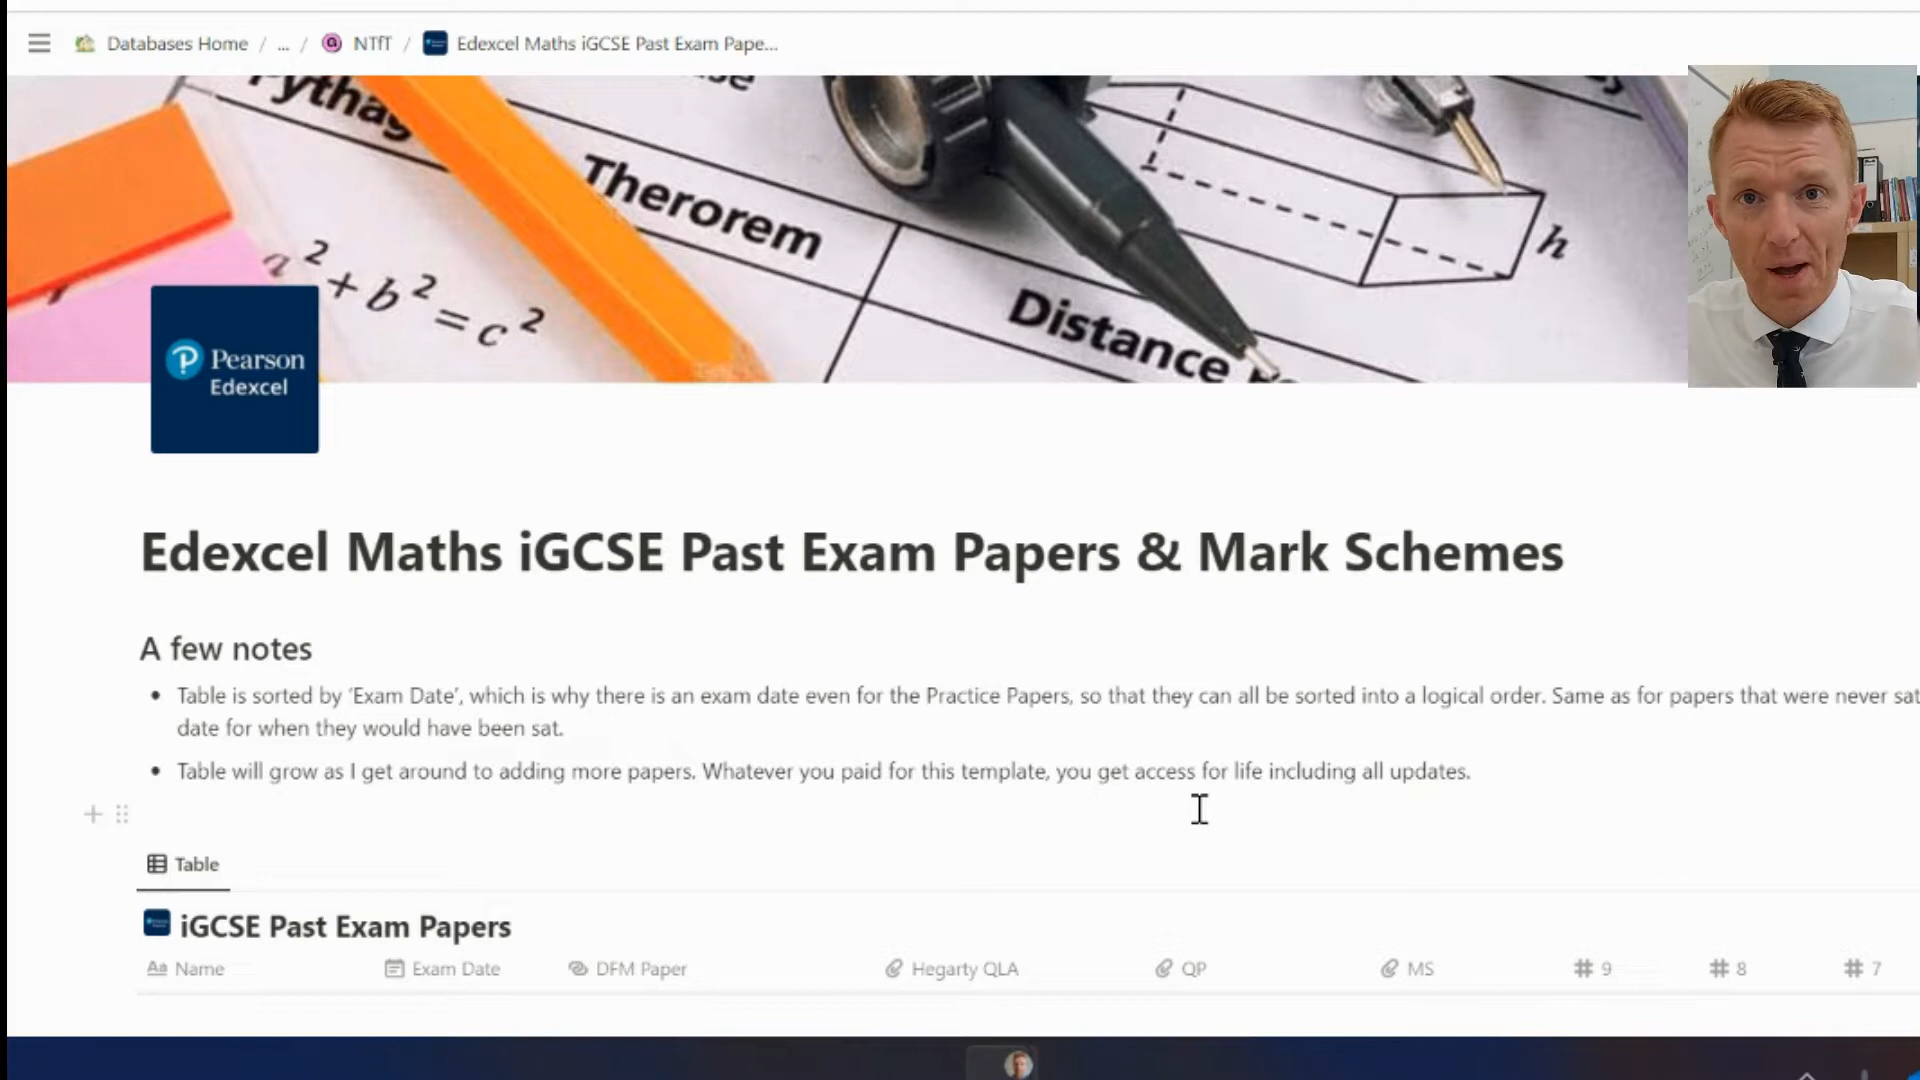 Databases Home / ... / NTfT / Edexcel Maths iGCSE Past Exam Pape...
Therorem
a² + b² = c²
h
Distance
Pearson
Edexcel
Edexcel Maths iGCSE Past Exam Papers & Mark Schemes
A few notes
• Table is sorted by 'Exam Date', which is why there is an exam date even for the Practice Papers, so that they can all be sorted into a logical order. Same as for papers that were never sat
date for when they would have been sat.
• Table will grow as I get around to adding more papers. Whatever you paid for this template, you get access for life including all updates.
Table
iGCSE Past Exam Papers
Aa Name Exam Date DFM Paper Hegarty QLA QP MS # 9 # 8 # 7